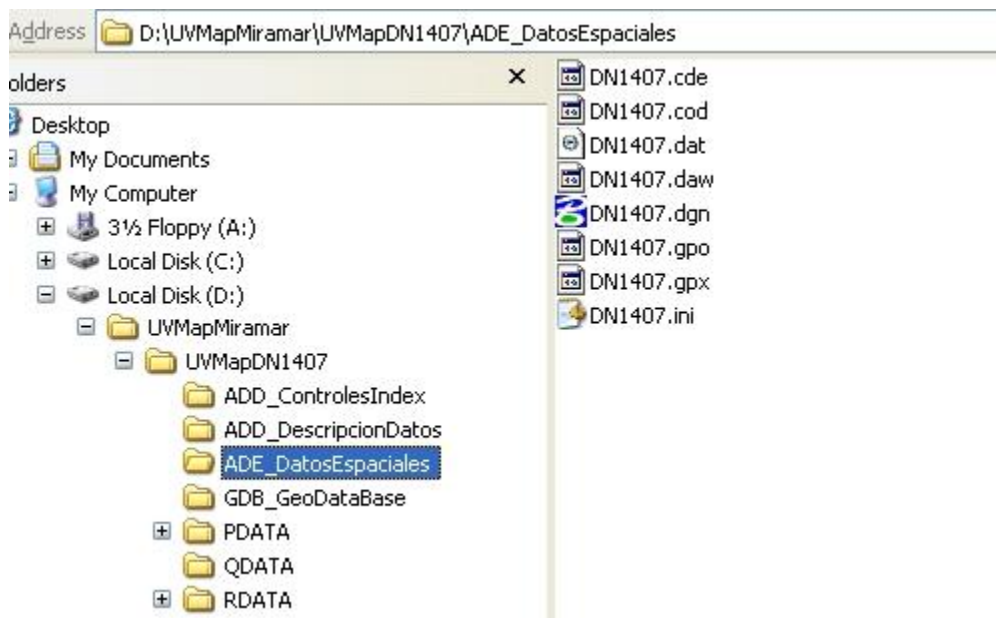 Address D:\UVMapMiramar\UVMapDN1407\ADE_DatosEspaciales
olders
Desktop
My Documents
My Computer
3½ Floppy (A:)
Local Disk (C:)
Local Disk (D:)
UVMapMiramar
UVMapDN1407
ADD_ControlesIndex
ADD_DescripcionDatos
ADE_DatosEspaciales
GDB_GeoDataBase
PDATA
QDATA
RDATA
DN1407.cde
DN1407.cod
DN1407.dat
DN1407.daw
DN1407.dgn
DN1407.gpo
DN1407.gpx
DN1407.ini